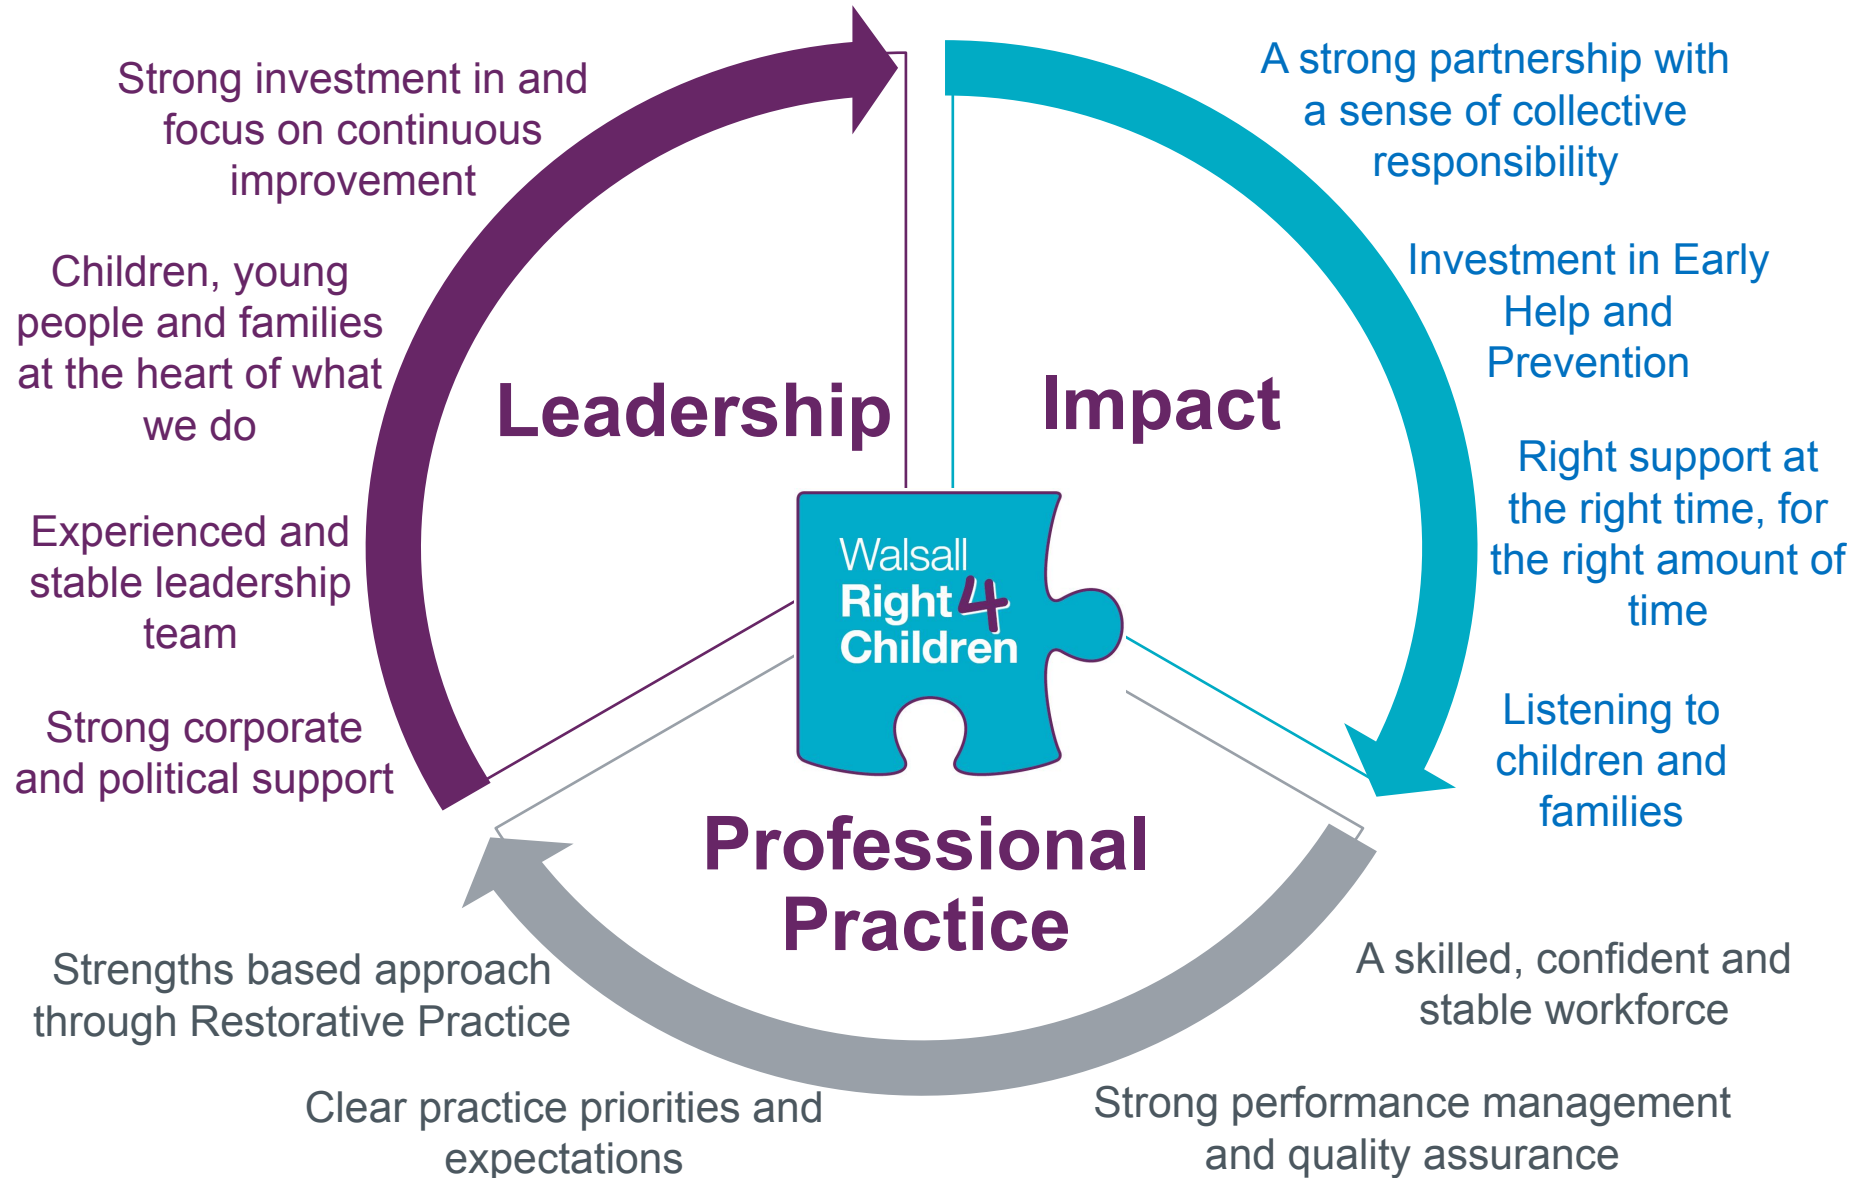 Strong investment in and
focus on continuous
improvement
Children, young
people and families
at the heart of what
we do
Experienced and
stable leadership
team
Strong corporate
and political support
Leadership
Impact
A strong partnership with
a sense of collective
responsibility
Investment in Early
Help and
Prevention
Right support at
the right time, for
the right amount of
time
Listening to
children and
families
Walsall
Right 4
Children
Professional
Practice
Strengths based approach
through Restorative Practice
Clear practice priorities and
expectations
A skilled, confident and
stable workforce
Strong performance management
and quality assurance